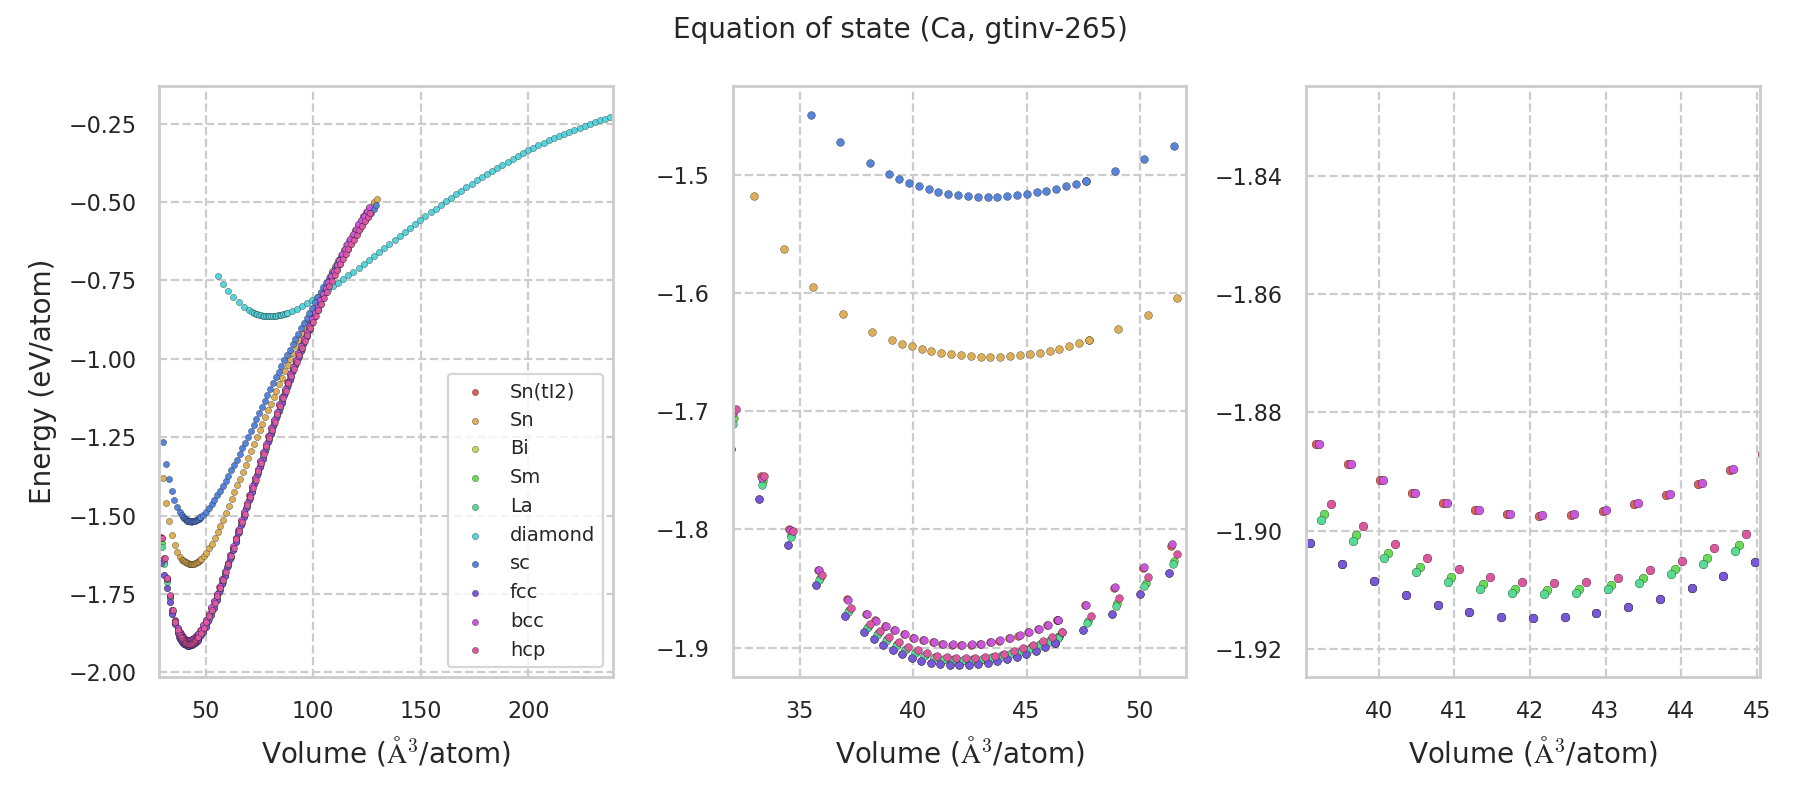 Equation of state (Ca, gtinv-265)
Energy (eV/atom)
−0.25
−0.50
−0.75
−1.00
−1.25
−1.50
−1.75
−2.00
Sn(tI2)
Sn
Bi
Sm
La
diamond
sc
fcc
bcc
hcp
50 100 150 200
Volume (Å³/atom)
−1.5
−1.6
−1.7
−1.8
−1.9
35 40 45 50
Volume (Å³/atom)
−1.84
−1.86
−1.88
−1.90
−1.92
40 41 42 43 44 45
Volume (Å³/atom)